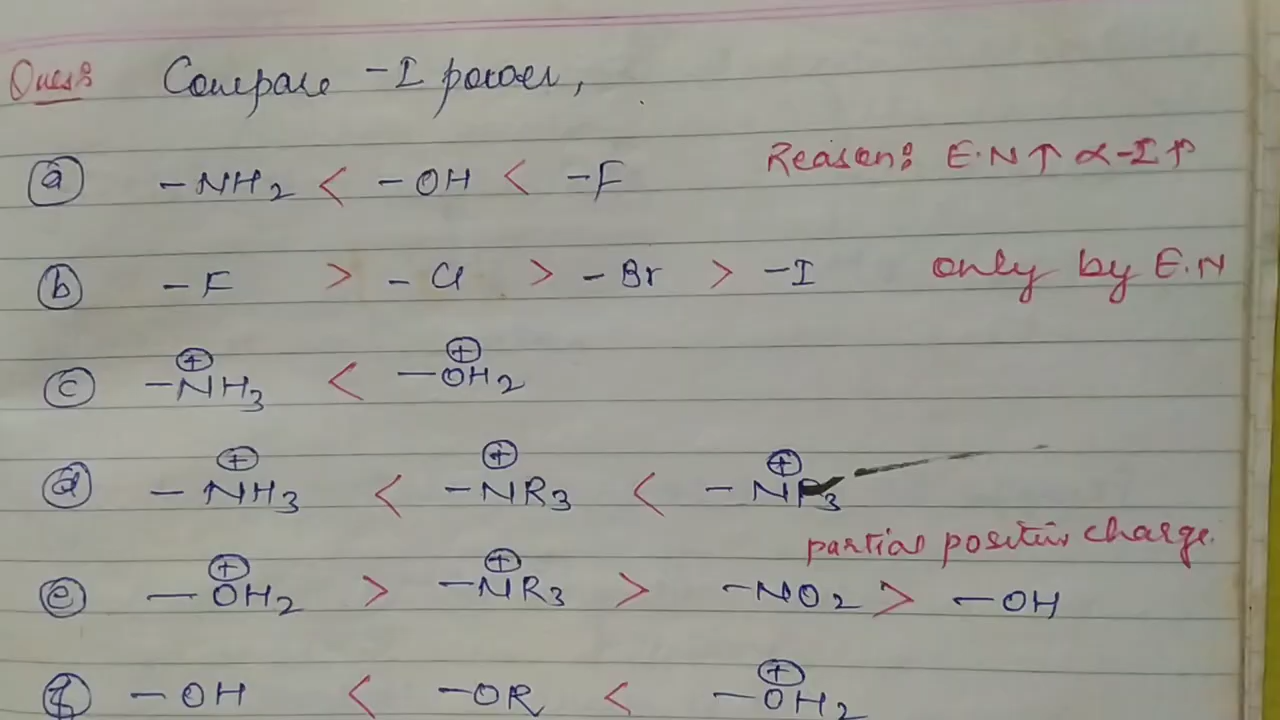 Ques:  Compare -I power,
(a)  -NH₂ < -OH < -F  Reason: E.N↑ ∝ -I↑
(b)  -F > -Cl > -Br > -I  only by E.N
(c)  -N⊕H₃ < -O⊕H₂
(d)  -N⊕H₃ < -N⊕R₃ < -N⊕F₃
partial positive charge.
(e)  -O⊕H₂ > -N⊕R₃ > -NO₂ > -OH
(f)  -OH < -OR < -O⊕H₂